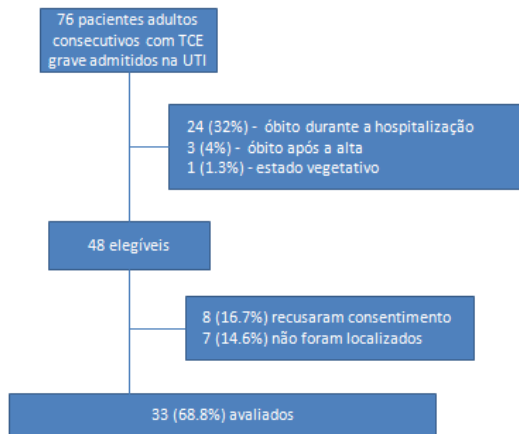 76 pacientes adultos
consecutivos com TCE
grave admitidos na UTI
24 (32%) - óbito durante a hospitalização
3 (4%) - óbito após a alta
1 (1.3%) - estado vegetativo
48 elegíveis
8 (16.7%) recusaram consentimento
7 (14.6%) não foram localizados
33 (68.8%) avaliados